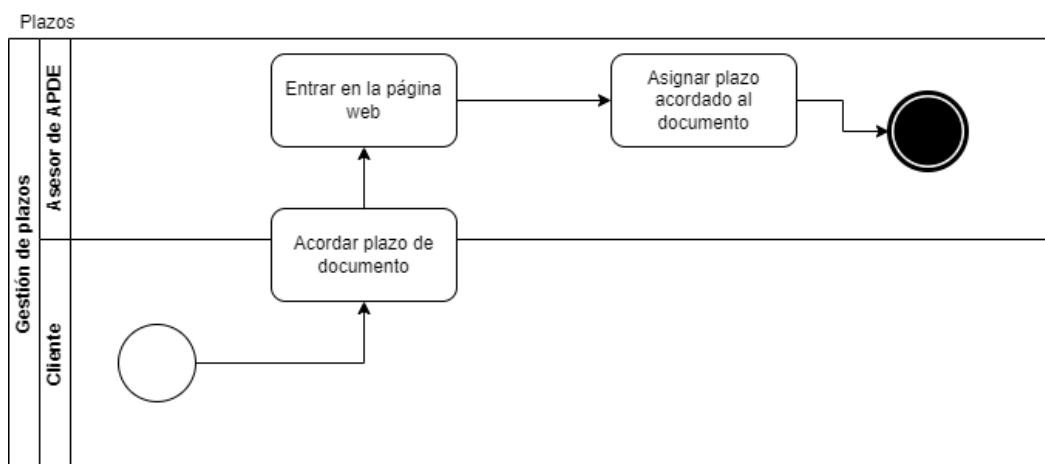 Plazos
Gestión de plazos
Asesor de APDE
Entrar en la página
web
Asignar plazo
acordado al
documento
Acordar plazo de
documento
Cliente